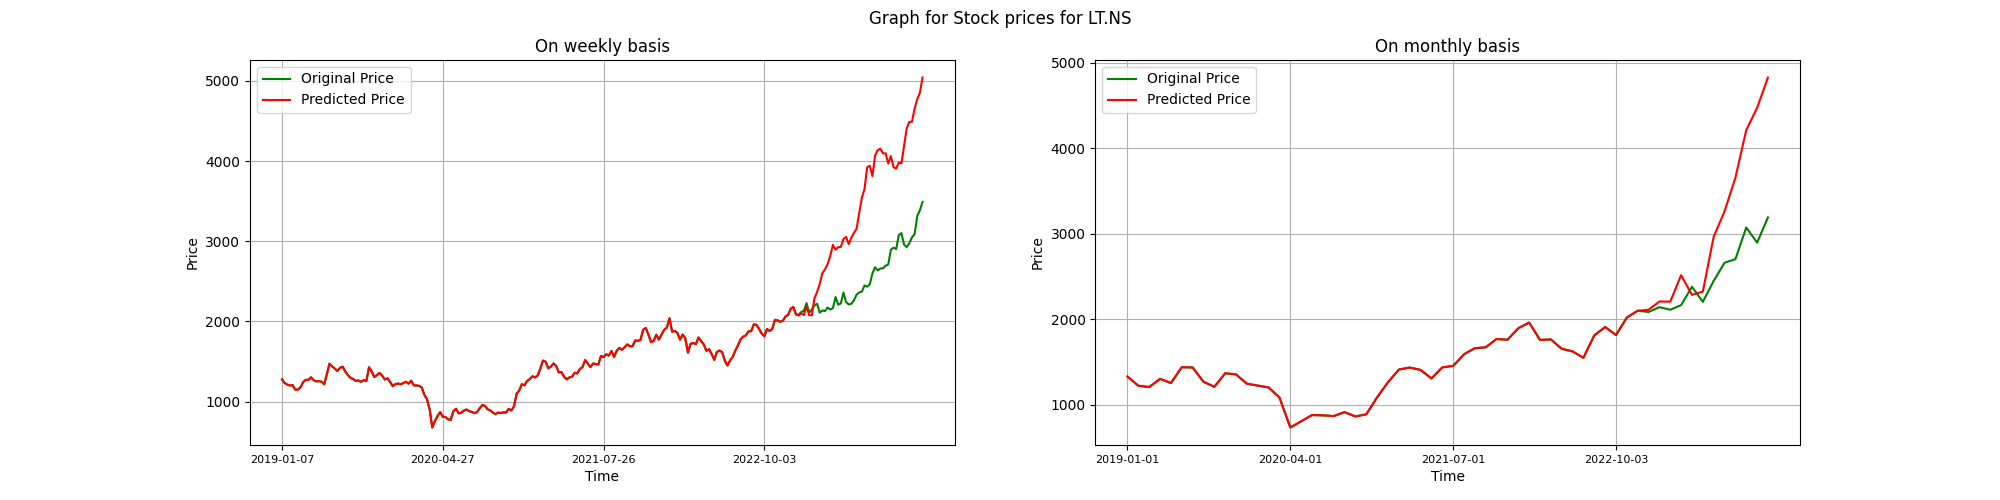 Graph for Stock prices for LT.NS
On weekly basis
Original Price
Predicted Price
5000
4000
3000
2000
1000
Price
2019-01-07
2020-04-27
2021-07-26
2022-10-03
Time
On monthly basis
Original Price
Predicted Price
5000
4000
3000
2000
1000
Price
2019-01-01
2020-04-01
2021-07-01
2022-10-03
Time